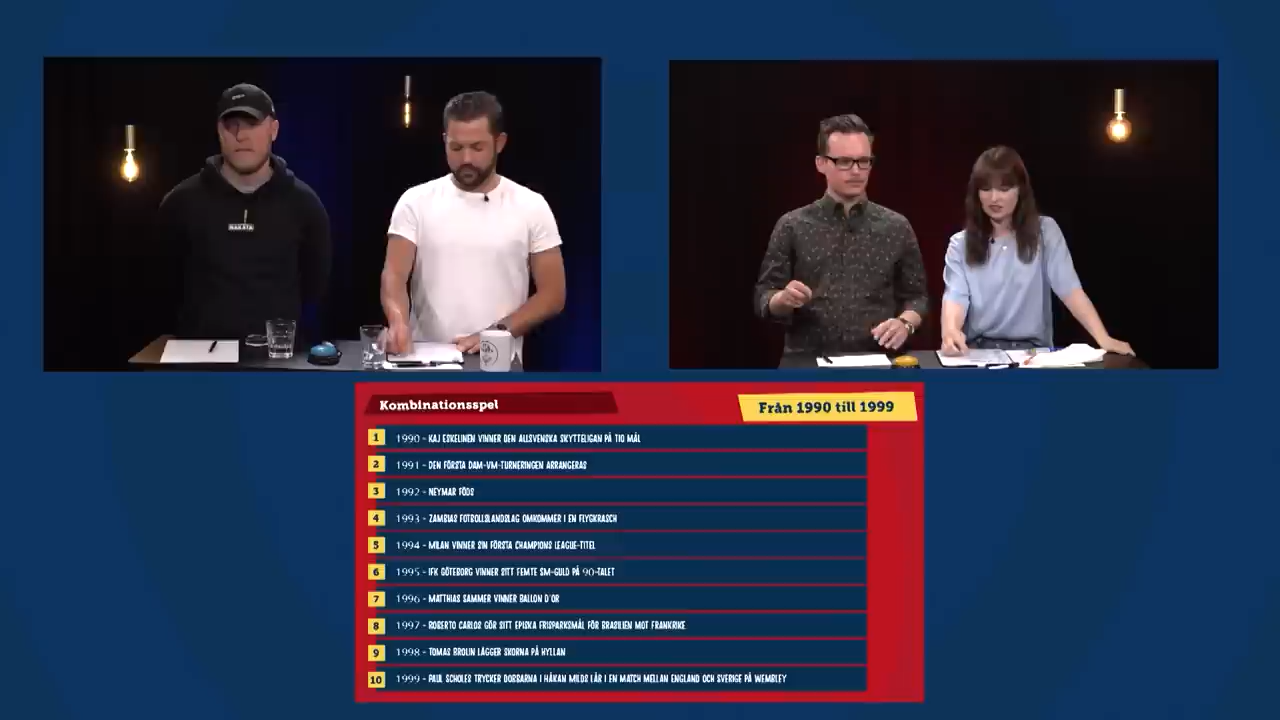 NAKATA
Kombinationsspel
Från 1990 till 1999
1 1990 - KAJ ESKELINEN VINNER DEN ALLSVENSKA SKYTTELIGAN PÅ TIO MÅL
2 1991 - DEN FÖRSTA DAM-VM-TURNERINGEN ARRANGERAS
3 1992 - NEYMAR FÖDS
4 1993 - ZAMBIAS FOTBOLLSLANDSLAG OMKOMMER I EN FLYGKRASCH
5 1994 - MILAN VINNER SIN FÖRSTA CHAMPIONS LEAGUE-TITEL
6 1995 - IFK GÖTEBORG VINNER SITT FEMTE SM-GULD PÅ 90-TALET
7 1996 - MATTHIAS SAMMER VINNER BALLON D'OR
8 1997 - ROBERTO CARLOS GÖR SITT EPISKA FRISPARKSMÅL FÖR BRASILIEN MOT FRANKRIKE
9 1998 - TOMAS BROLIN LÄGGER SKORNA PÅ HYLLAN
10 1999 - PAUL SCHOLES TRYCKER DOBBARNA I HÅKAN MILDS LÅR I EN MATCH MELLAN ENGLAND OCH SVERIGE PÅ WEMBLEY